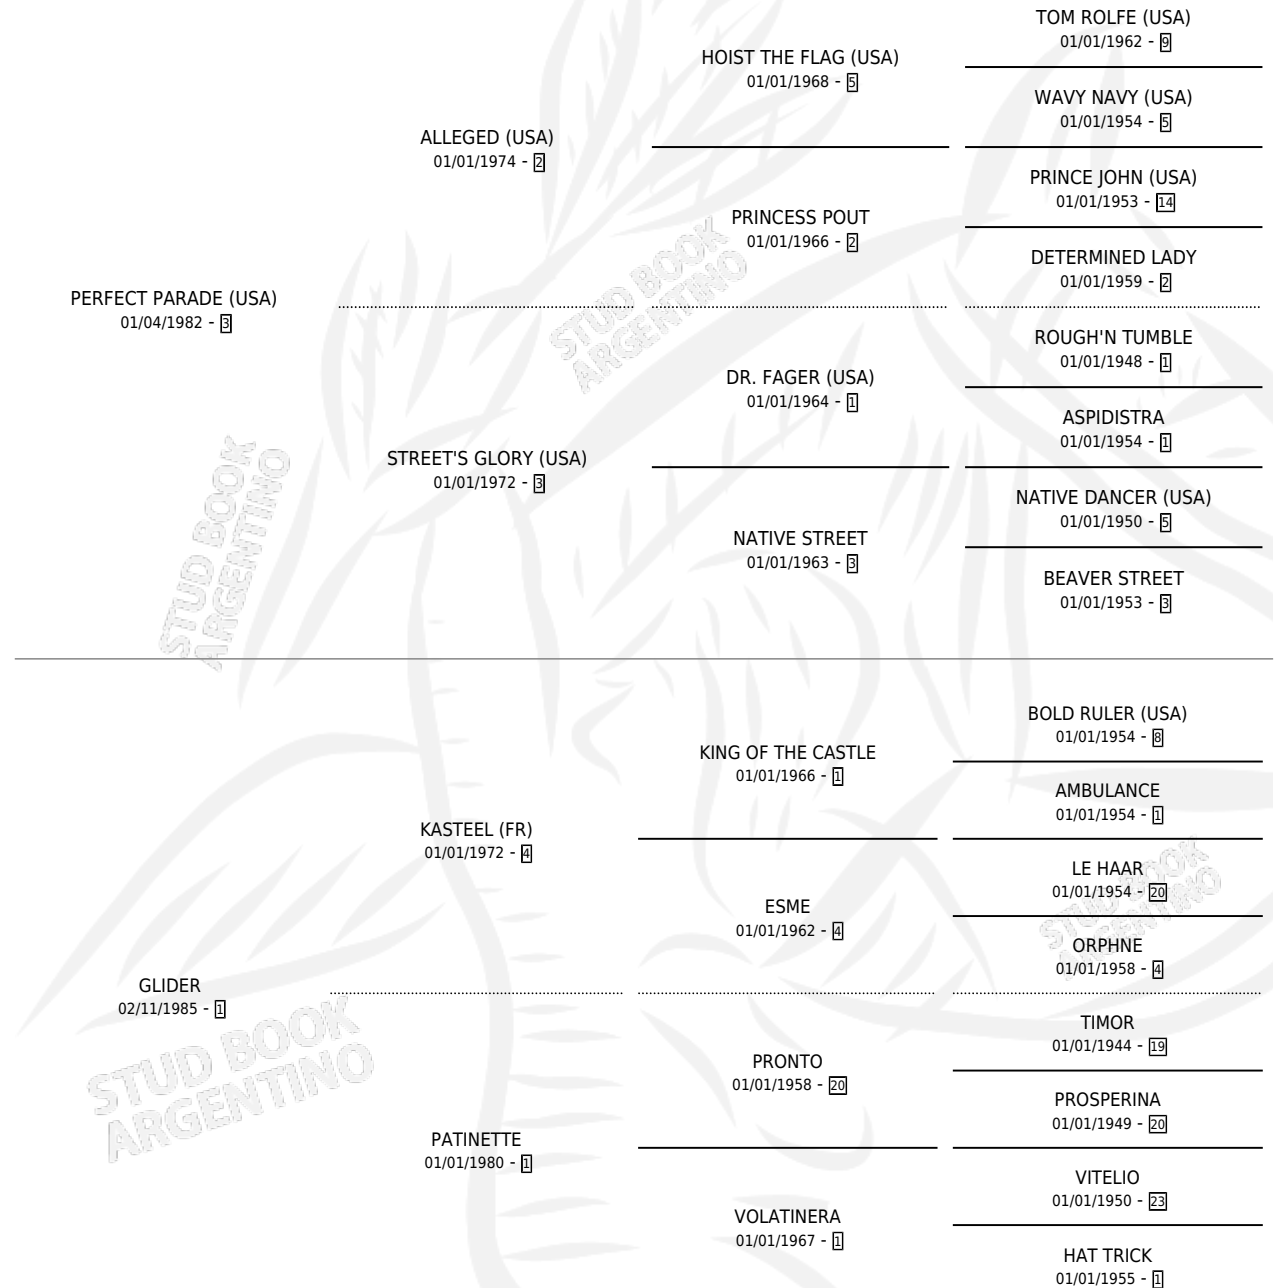 TOM ROLFE (USA)
01/01/1962 - 9
HOIST THE FLAG (USA)
01/01/1968 - 5
WAVY NAVY (USA)
01/01/1954 - 5
ALLEGED (USA)
01/01/1974 - 2
PRINCE JOHN (USA)
01/01/1953 - 14
PRINCESS POUT
01/01/1966 - 2
DETERMINED LADY
01/01/1959 - 2
PERFECT PARADE (USA)
01/04/1982 - 3
ROUGH'N TUMBLE
01/01/1948 - 1
DR. FAGER (USA)
01/01/1964 - 1
ASPIDISTRA
01/01/1954 - 1
STREET'S GLORY (USA)
01/01/1972 - 3
NATIVE DANCER (USA)
01/01/1950 - 5
NATIVE STREET
01/01/1963 - 3
BEAVER STREET
01/01/1953 - 3
BOLD RULER (USA)
01/01/1954 - 8
KING OF THE CASTLE
01/01/1966 - 1
AMBULANCE
01/01/1954 - 1
KASTEEL (FR)
01/01/1972 - 4
LE HAAR
01/01/1954 - 20
ESME
01/01/1962 - 4
ORPHNE
01/01/1958 - 4
GLIDER
02/11/1985 - 1
TIMOR
01/01/1944 - 19
PRONTO
01/01/1958 - 20
PROSPERINA
01/01/1949 - 20
PATINETTE
01/01/1980 - 1
VITELIO
01/01/1950 - 23
VOLATINERA
01/01/1967 - 1
HAT TRICK
01/01/1955 - 1
STUD BOOK
ARGENTINO
STUD BOOK
ARGENTINO
STUD BOOK
ARGENTINO
STUD BOOK
ARGENTINO